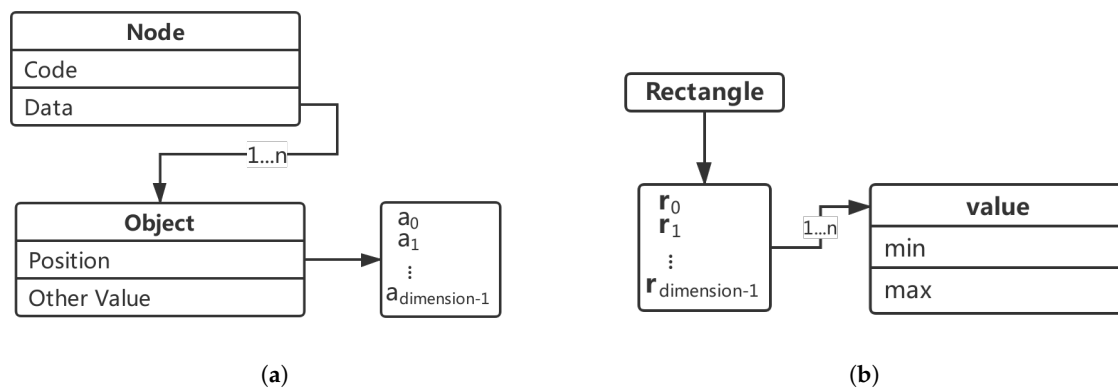 Node
Code
Data
1...n
Object
Position
Other Value
a0
a1
⋮
adimension-1
(a)
Rectangle
r0
r1
⋮
rdimension-1
1...n
value
min
max
(b)